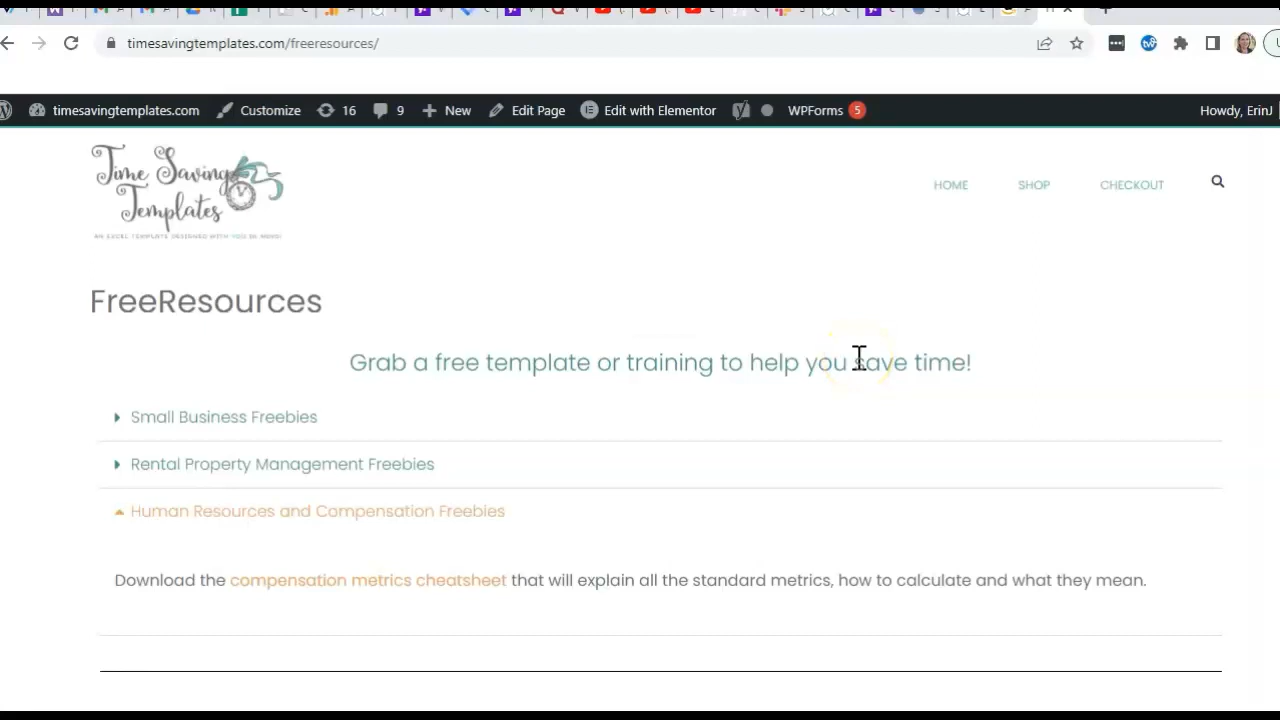 timesavingtemplates.com/freeresources/
timesavingtemplates.com Customize 16 9 New Edit Page Edit with Elementor WPForms 5 Howdy, ErinJ
Time Saving
Templates
HOME SHOP CHECKOUT
FreeResources
Grab a free template or training to help you save time!
Small Business Freebies
Rental Property Management Freebies
Human Resources and Compensation Freebies
Download the compensation metrics cheatsheet that will explain all the standard metrics, how to calculate and what they mean.